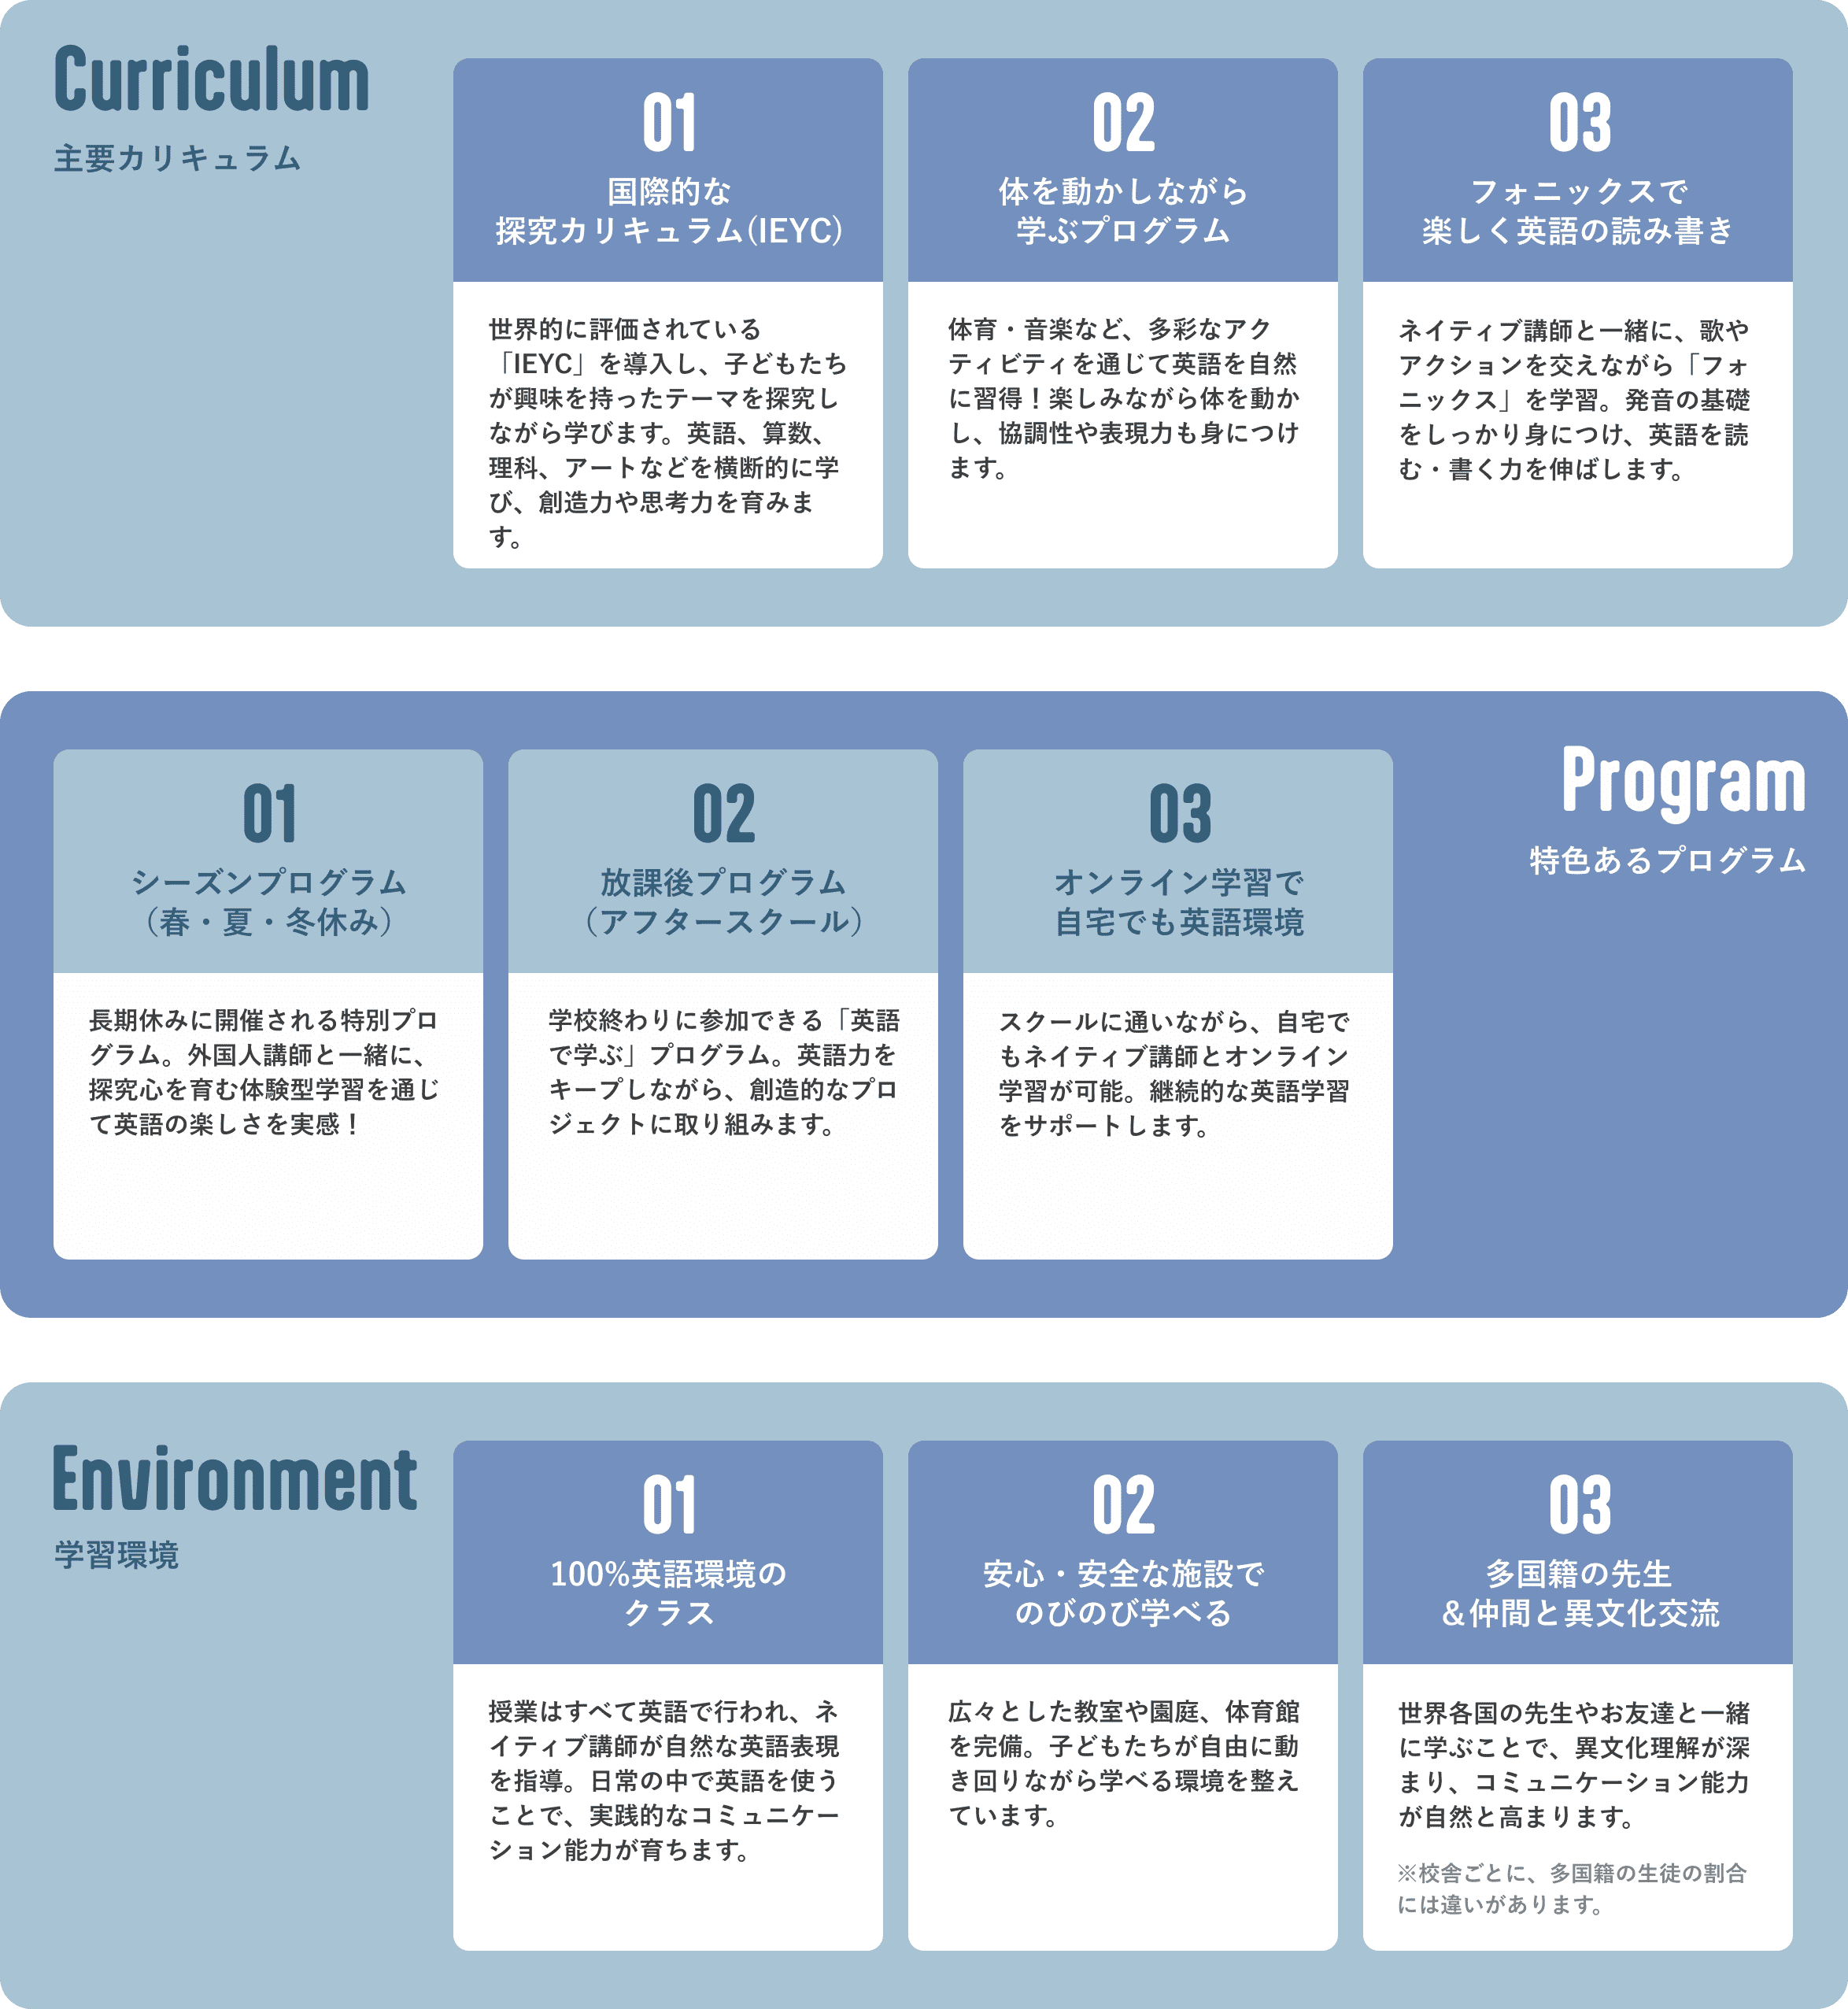 Curriculum
主要カリキュラム
01
国際的な
探究カリキュラム(IEYC)
世界的に評価されている
「IEYC」を導入し、子どもたち
が興味を持ったテーマを探究し
ながら学びます。英語、算数、
理科、アートなどを横断的に学
び、創造力や思考力を育みま
す。
02
体を動かしながら
学ぶプログラム
体育・音楽など、多彩なアク
ティビティを通じて英語を自然
に習得！楽しみながら体を動か
し、協調性や表現力も身につけ
ます。
03
フォニックスで
楽しく英語の読み書き
ネイティブ講師と一緒に、歌や
アクションを交えながら「フォ
ニックス」を学習。発音の基礎
をしっかり身につけ、英語を読
む・書く力を伸ばします。
Program
特色あるプログラム
01
シーズンプログラム
（春・夏・冬休み）
長期休みに開催される特別プロ
グラム。外国人講師と一緒に、
探究心を育む体験型学習を通じ
て英語の楽しさを実感！
02
放課後プログラム
（アフタースクール）
学校終わりに参加できる「英語
で学ぶ」プログラム。英語力を
キープしながら、創造的なプロ
ジェクトに取り組みます。
03
オンライン学習で
自宅でも英語環境
スクールに通いながら、自宅で
もネイティブ講師とオンライン
学習が可能。継続的な英語学習
をサポートします。
Environment
学習環境
01
100%英語環境の
クラス
授業はすべて英語で行われ、ネ
イティブ講師が自然な英語表現
を指導。日常の中で英語を使う
ことで、実践的なコミュニケー
ション能力が育ちます。
02
安心・安全な施設で
のびのび学べる
広々とした教室や園庭、体育館
を完備。子どもたちが自由に動
き回りながら学べる環境を整え
ています。
03
多国籍の先生
＆仲間と異文化交流
世界各国の先生やお友達と一緒
に学ぶことで、異文化理解が深
まり、コミュニケーション能力
が自然と高まります。
※校舎ごとに、多国籍の生徒の割合
には違いがあります。